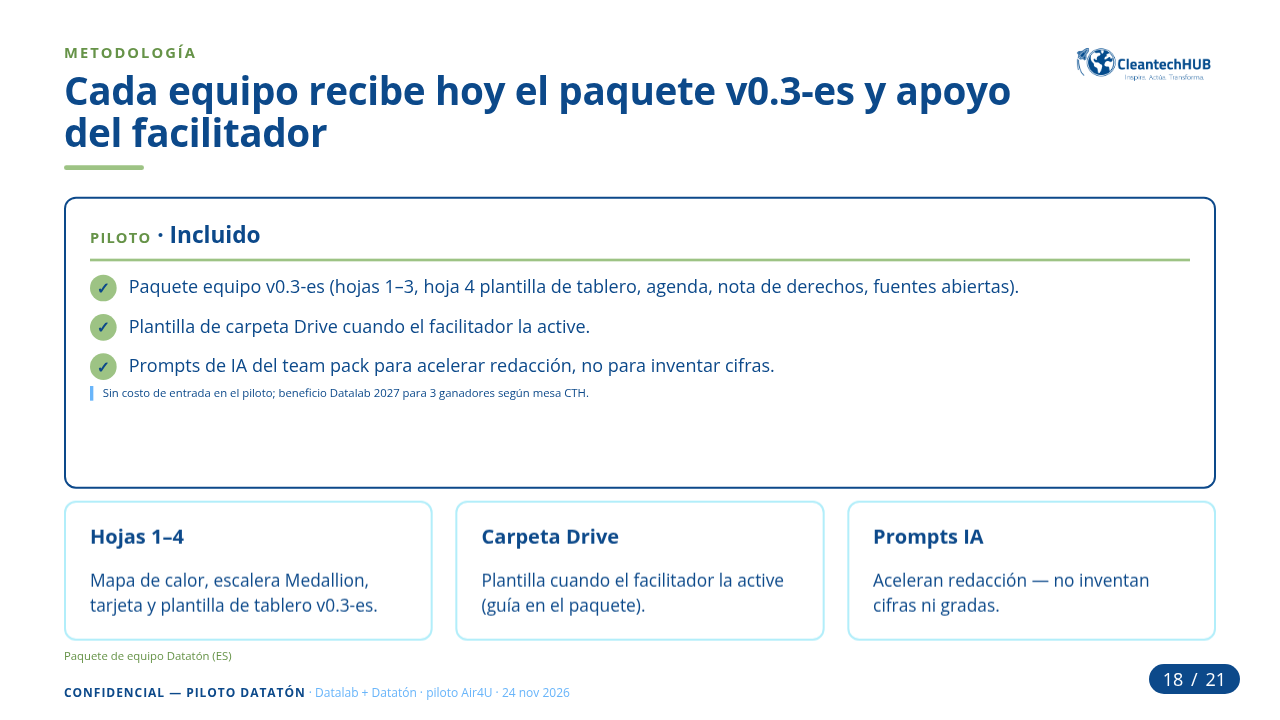 METODOLOGÍA
Cada equipo recibe hoy el paquete v0.3-es y apoyo
del facilitador
CleantechHUB
Inspira. Actúa. Transforma.
PILOTO · Incluido
✓ Paquete equipo v0.3-es (hojas 1–3, hoja 4 plantilla de tablero, agenda, nota de derechos, fuentes abiertas).
✓ Plantilla de carpeta Drive cuando el facilitador la active.
✓ Prompts de IA del team pack para acelerar redacción, no para inventar cifras.
Sin costo de entrada en el piloto; beneficio Datalab 2027 para 3 ganadores según mesa CTH.
Hojas 1–4
Mapa de calor, escalera Medallion,
tarjeta y plantilla de tablero v0.3-es.
Carpeta Drive
Plantilla cuando el facilitador la active
(guía en el paquete).
Prompts IA
Aceleran redacción — no inventan
cifras ni gradas.
Paquete de equipo Datatón (ES)
CONFIDENCIAL — PILOTO DATATÓN · Datalab + Datatón · piloto Air4U · 24 nov 2026
18 / 21